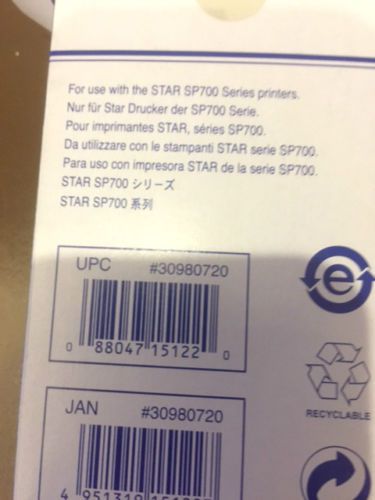 For use with the STAR SP700 Series printers.
Nur für Star Drucker der SP700 Serie.
Pour imprimantes STAR, séries SP700.
Da utilizzare con le stampanti STAR serie SP700.
Para uso con impresora STAR de la serie SP700.
STAR SP700 シリーズ
STAR SP700 系列
UPC #30980720
0 88047 15122 0
e
RECYCLABLE
JAN #30980720
4 951319